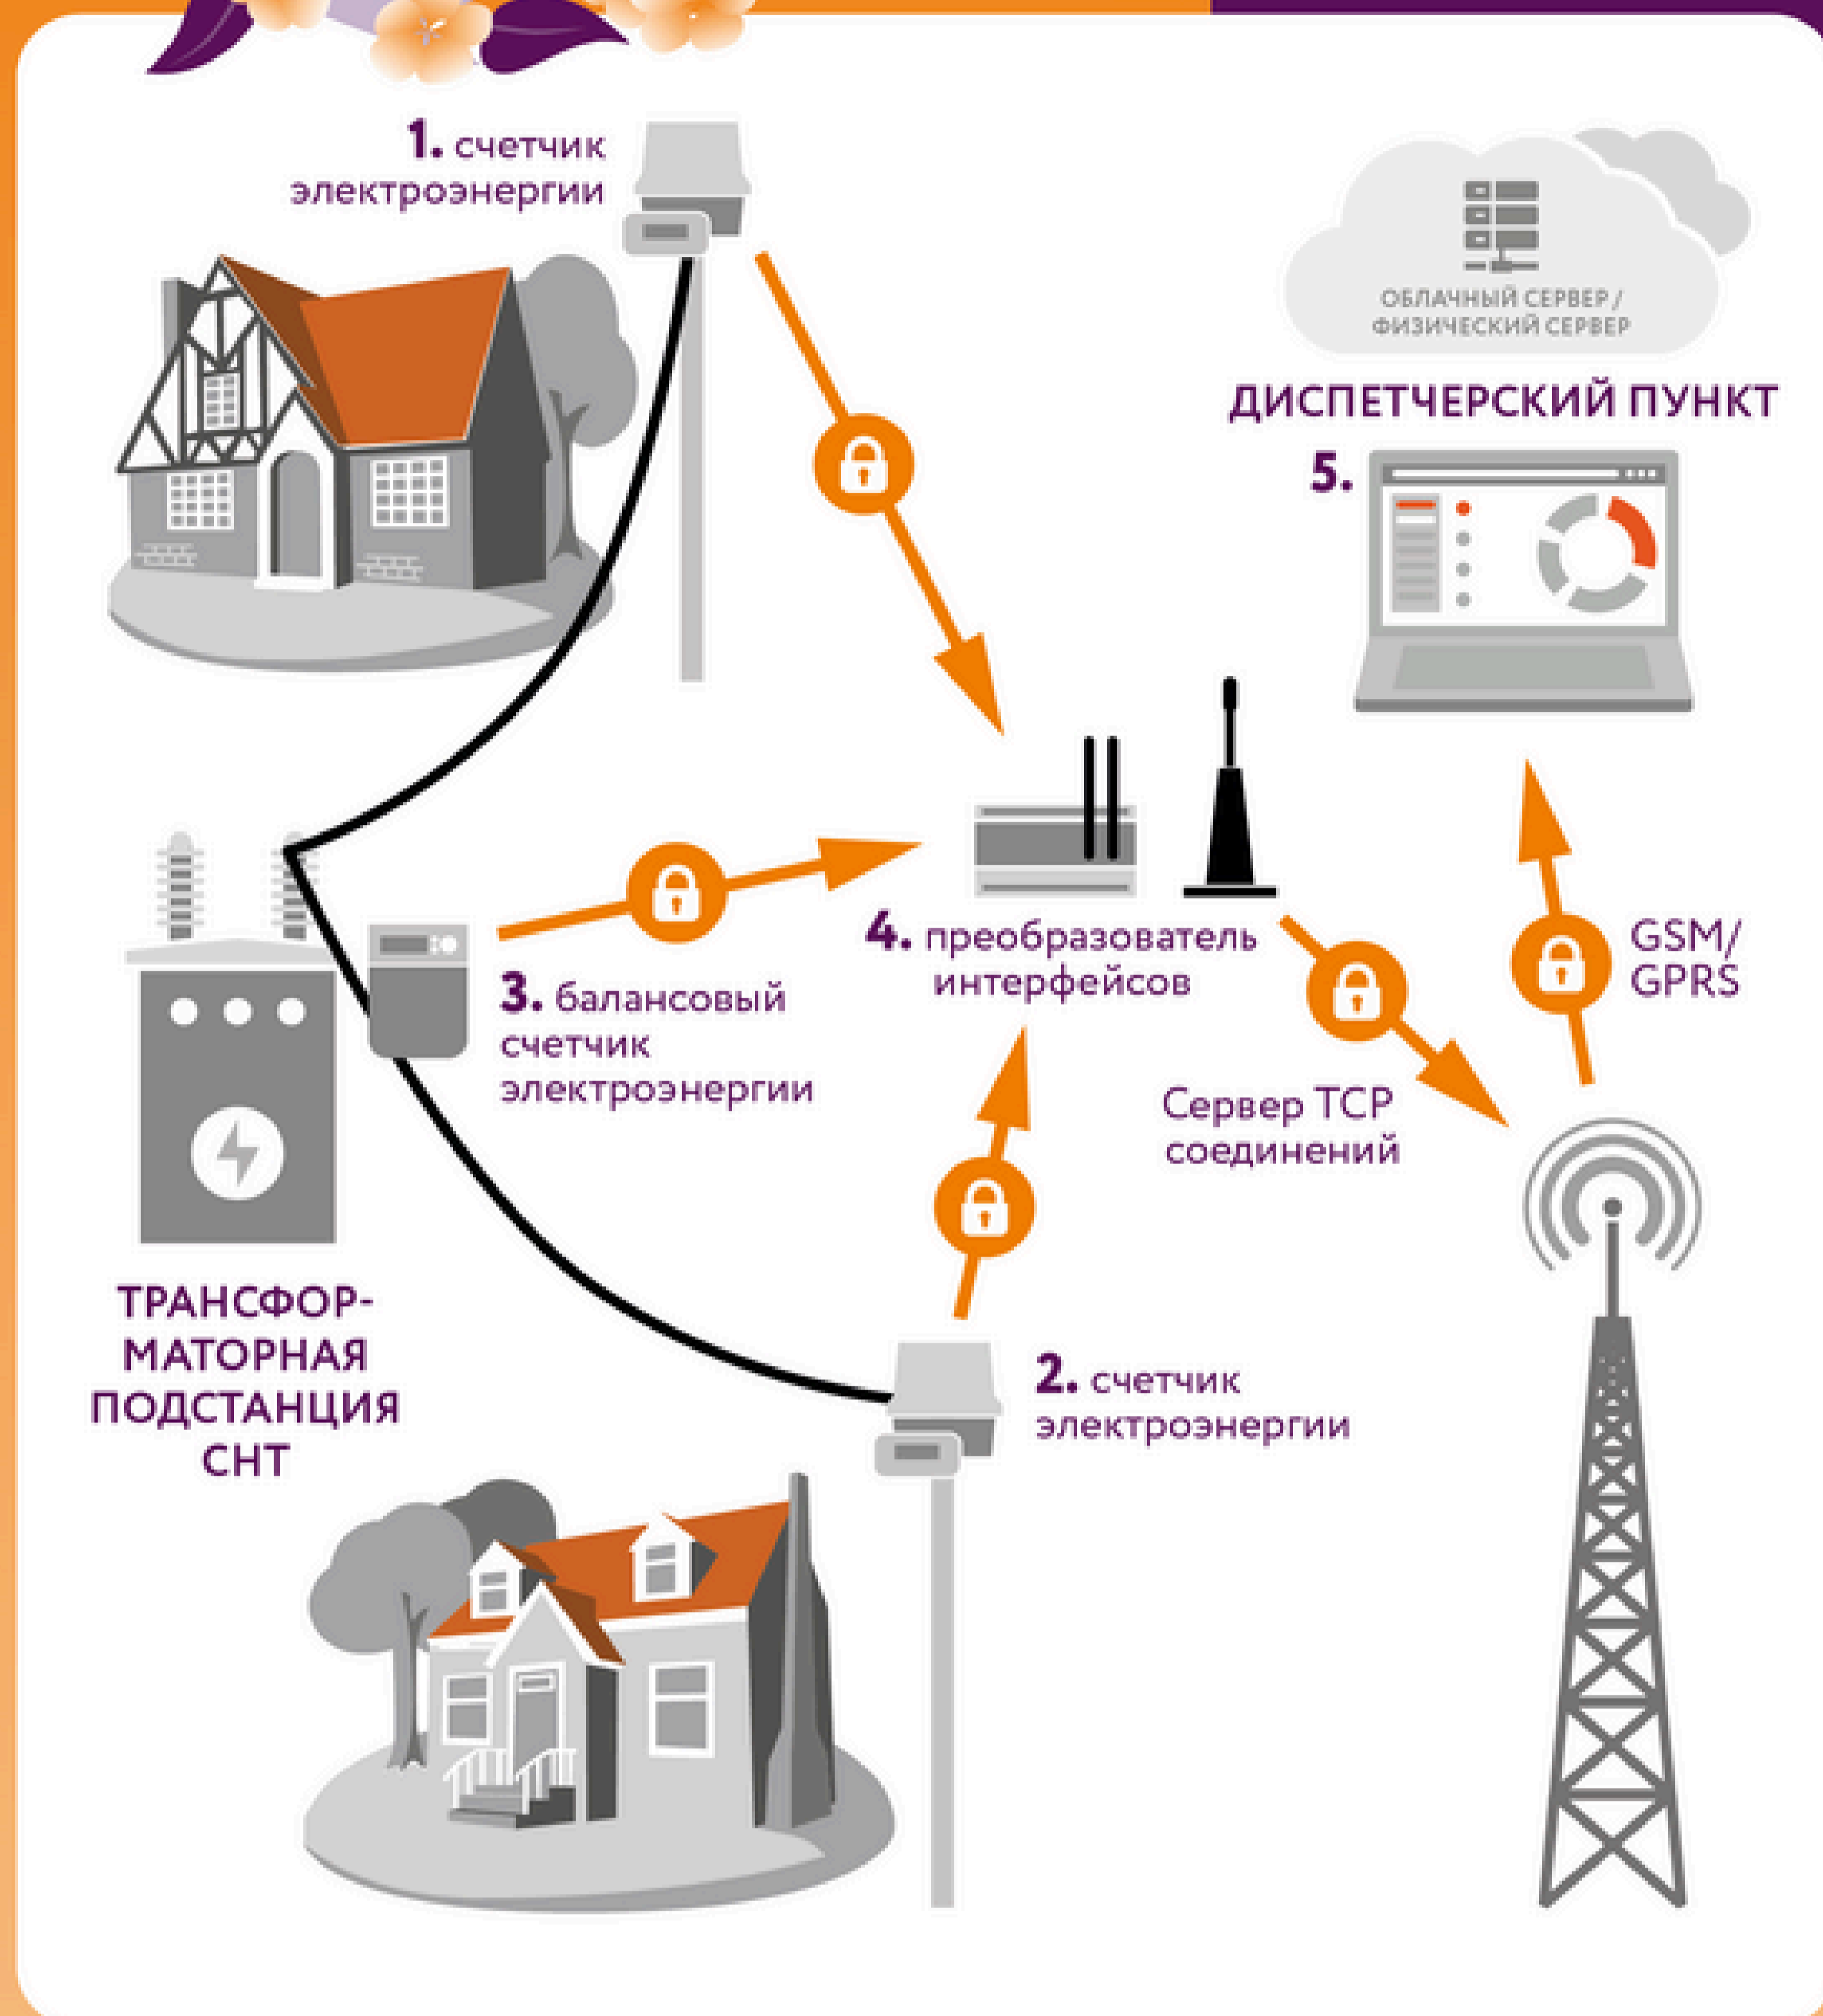 1. счетчик
электроэнергии
ОБЛАЧНЫЙ СЕРВЕР /
ФИЗИЧЕСКИЙ СЕРВЕР
ДИСПЕТЧЕРСКИЙ ПУНКТ
5.
4. преобразователь
интерфейсов
GSM/
GPRS
3. балансовый
счетчик
электроэнергии
Сервер TCP
соединений
ТРАНСФОР-
МАТОРНАЯ
ПОДСТАНЦИЯ
СНТ
2. счетчик
электроэнергии